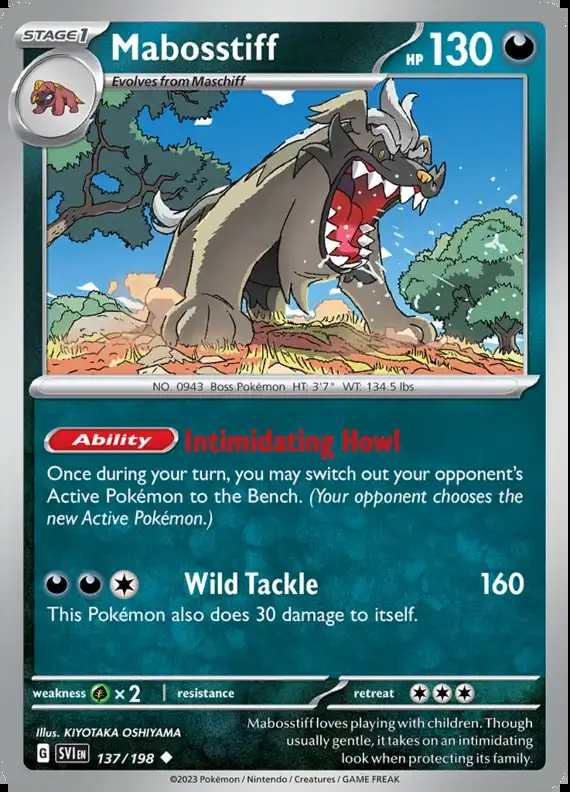 STAGE1
Mabosstiff
HP 130
Evolves from Maschiff
NO. 0943 Boss Pokémon HT: 3'7" WT: 134.5 lbs.
Ability Intimidating Howl
Once during your turn, you may switch out your opponent's
Active Pokémon to the Bench. (Your opponent chooses the
new Active Pokémon.)
Wild Tackle 160
This Pokémon also does 30 damage to itself.
weakness ×2 resistance retreat
Illus. KIYOTAKA OSHIYAMA
Mabosstiff loves playing with children. Though
usually gentle, it takes on an intimidating
look when protecting its family.
G SVI EN 137/198
©2023 Pokémon / Nintendo / Creatures / GAME FREAK